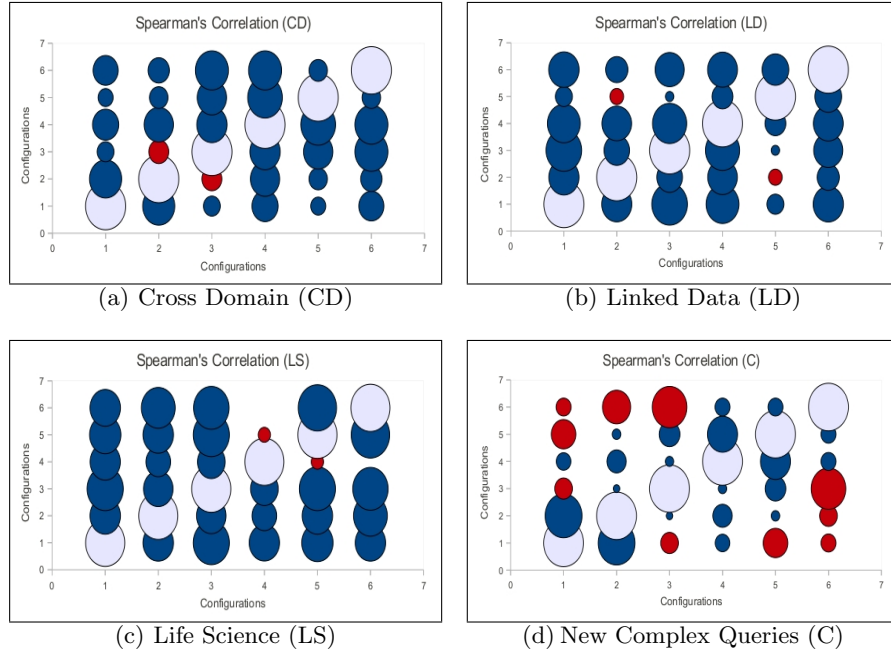 Spearman's Correlation (CD)
Configurations
7
6
5
4
3
2
1
0
0 1 2 3 4 5 6 7
Configurations
(a) Cross Domain (CD)
Spearman's Correlation (LD)
Configurations
7
6
5
4
3
2
1
0
0 1 2 3 4 5 6 7
Configurations
(b) Linked Data (LD)
Spearman's Correlation (LS)
Configurations
7
6
5
4
3
2
1
0
0 1 2 3 4 5 6 7
Configurations
(c) Life Science (LS)
Spearman's Correlation (C)
Configurations
7
6
5
4
3
2
1
0
0 1 2 3 4 5 6 7
Configurations
(d) New Complex Queries (C)